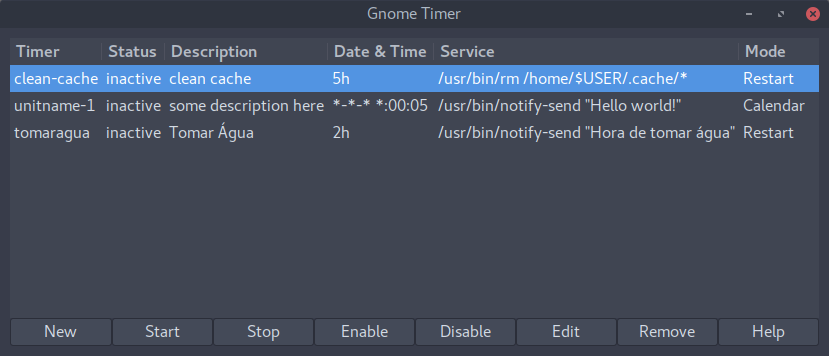 Gnome Timer
Timer Status Description Date & Time Service Mode
clean-cache inactive clean cache 5h /usr/bin/rm /home/$USER/.cache/* Restart
unitname-1 inactive some description here *-*-* *:00:05 /usr/bin/notify-send "Hello world!" Calendar
tomaragua inactive Tomar Água 2h /usr/bin/notify-send "Hora de tomar água" Restart
New Start Stop Enable Disable Edit Remove Help